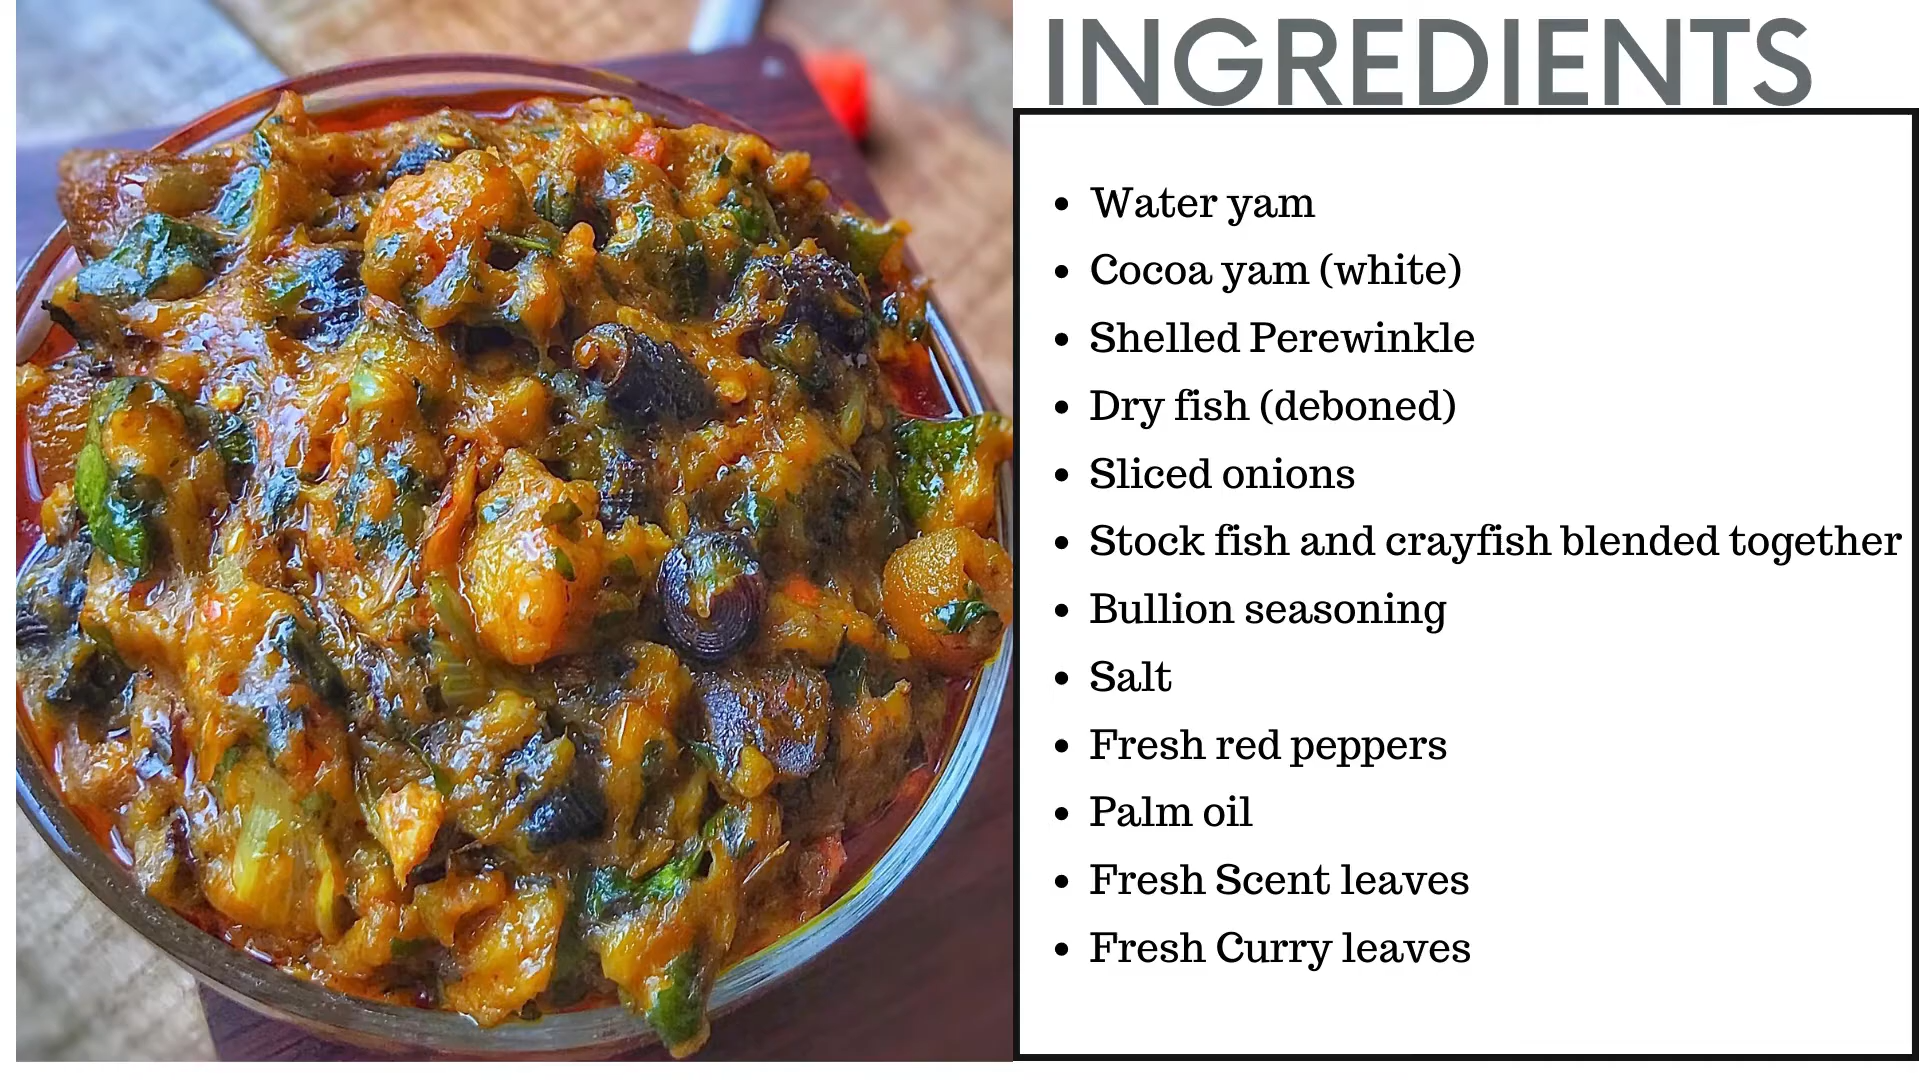 INGREDIENTS
• Water yam
• Cocoa yam (white)
• Shelled Perewinkle
• Dry fish (deboned)
• Sliced onions
• Stock fish and crayfish blended together
• Bullion seasoning
• Salt
• Fresh red peppers
• Palm oil
• Fresh Scent leaves
• Fresh Curry leaves